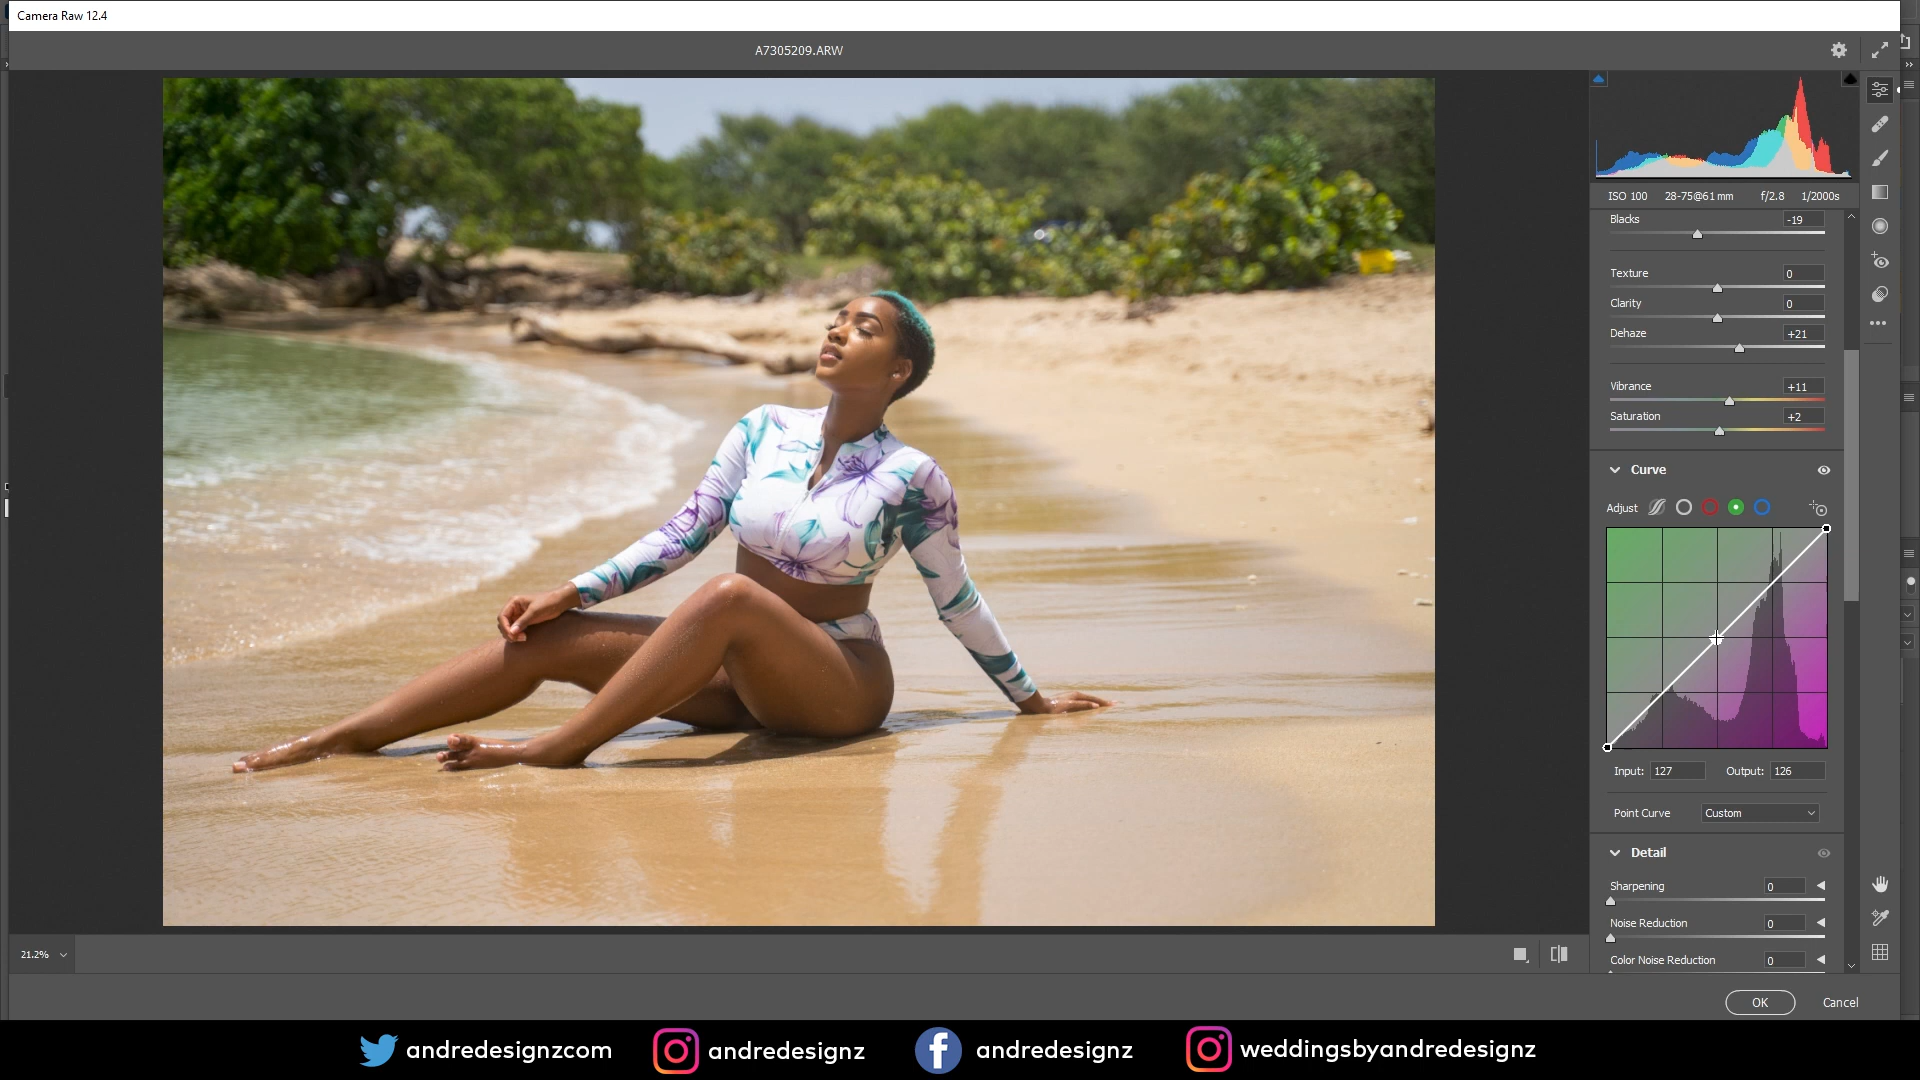 Camera Raw 12.4
A7305209.ARW
ISO 100 28-75@61 mm f/2.8 1/2000s
Blacks -19
Texture 0
Clarity 0
Dehaze +21
Vibrance +11
Saturation +2
Curve
Adjust
Input: 127 Output: 126
Point Curve Custom
Detail
Sharpening 0
Noise Reduction 0
Color Noise Reduction 0
21.2%
OK Cancel
andredesignzcom andredesignz andredesignz weddingsbyandredesignz